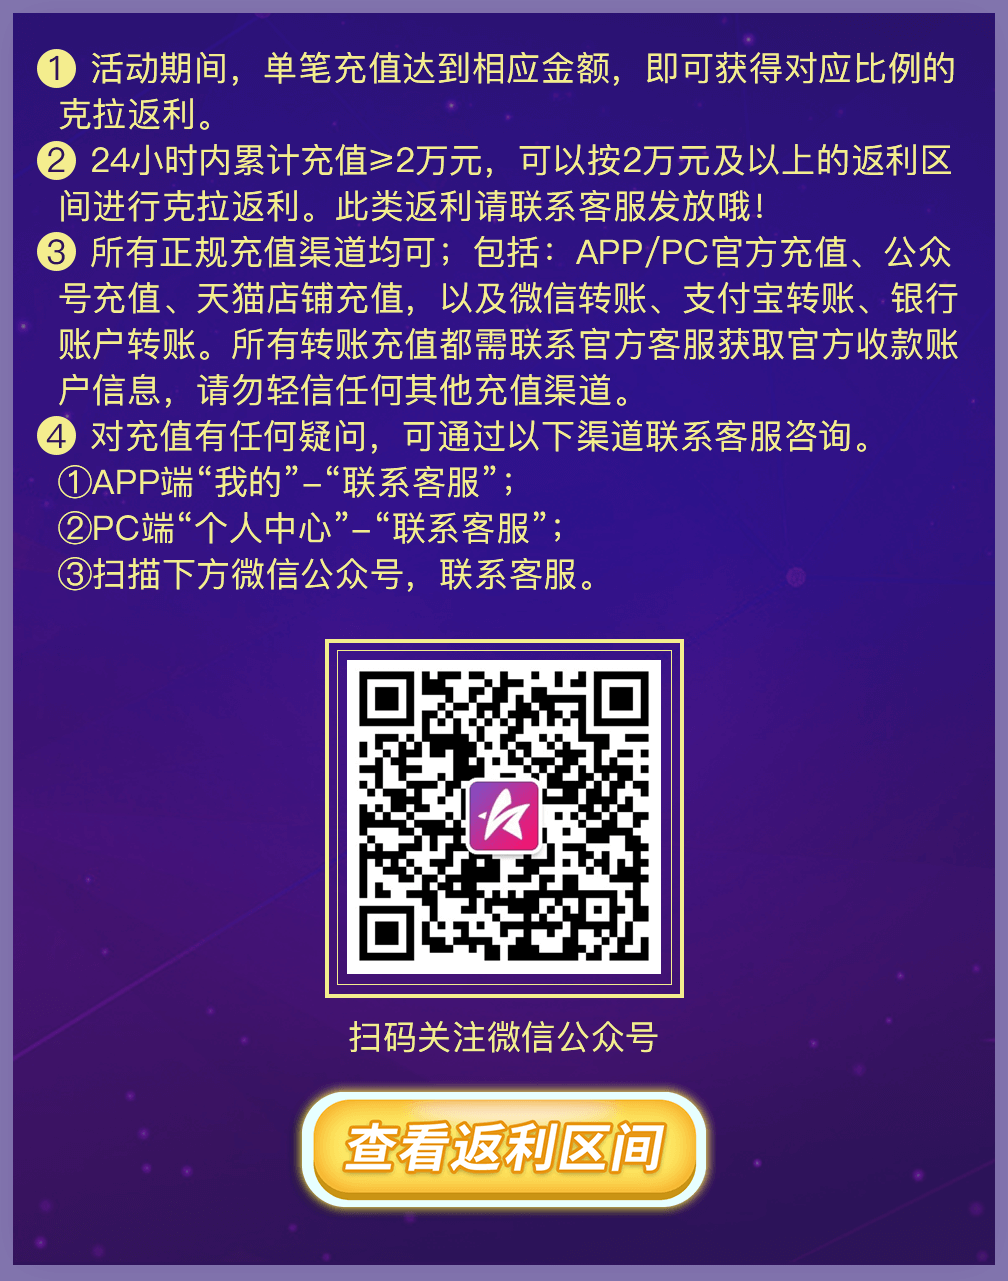 ❶ 活动期间，单笔充值达到相应金额，即可获得对应比例的
克拉返利。
❷ 24小时内累计充值≥2万元，可以按2万元及以上的返利区
间进行克拉返利。此类返利请联系客服发放哦！
❸ 所有正规充值渠道均可；包括：APP/PC官方充值、公众
号充值、天猫店铺充值，以及微信转账、支付宝转账、银行
账户转账。所有转账充值都需联系官方客服获取官方收款账
户信息，请勿轻信任何其他充值渠道。
❹ 对充值有任何疑问，可通过以下渠道联系客服咨询。
①APP端“我的”–“联系客服”；
②PC端“个人中心”–“联系客服”；
③扫描下方微信公众号，联系客服。
扫码关注微信公众号
查看返利区间